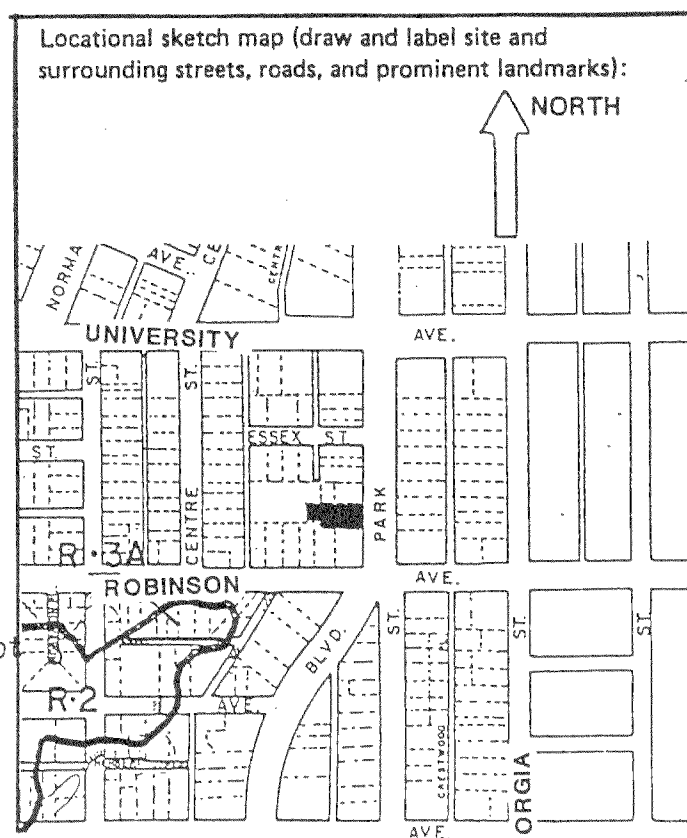 Locational sketch map (draw and label site and
surrounding streets, roads, and prominent landmarks):
NORTH
NORMA
AVE.
CE
CENTR
UNIVERSITY
AVE.
ST.
ST.
ESSEX ST.
ST.
CENTRE
PARK
R·3A
ROBINSON
AVE.
BLVD.
ST.
ST.
ST.
R·2
AVE
CRESTWOOD
ORGIA
AVE.